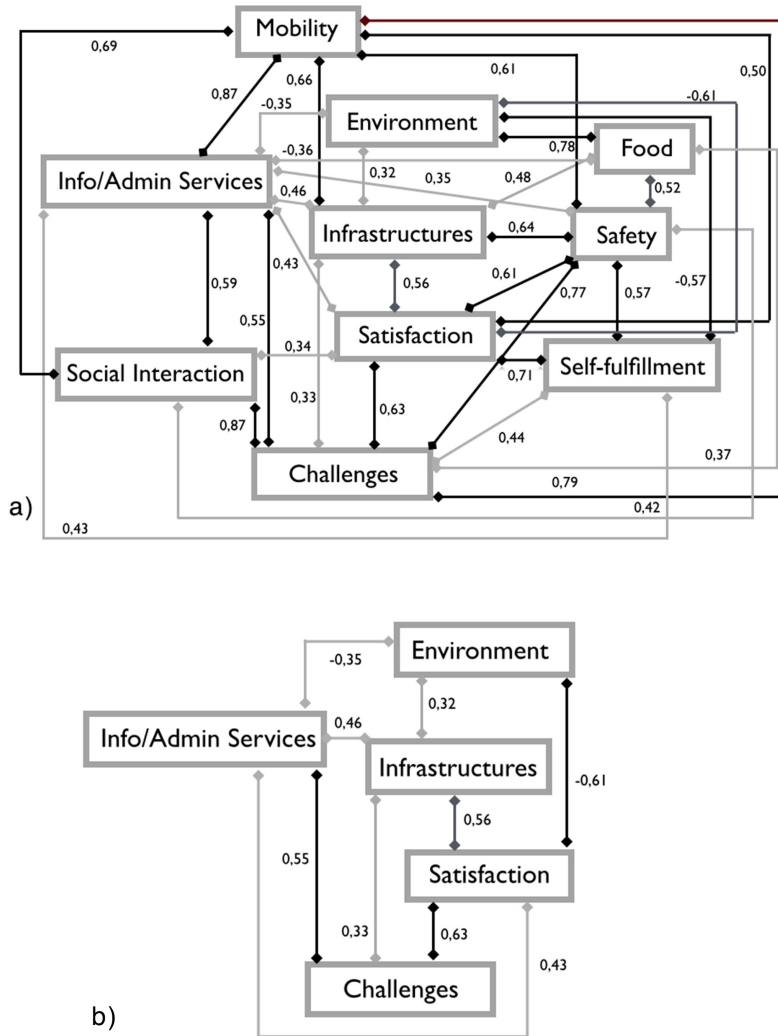 Mobility
0,69
0,66
0,61
0,50
0,87
-0,35
-0,61
Environment
Food
0,78
-0,36
0,32
0,35
0,48
0,52
Info/Admin Services
0,46
Infrastructures
0,64
Safety
0,43
0,59
0,56
0,61
0,77
0,57
-0,57
0,55
Satisfaction
0,34
Social Interaction
0,71
Self-fulfillment
0,33
0,63
0,87
0,44
0,37
Challenges
0,79
a)
0,43
0,42
Environment
-0,35
0,32
Info/Admin Services
0,46
Infrastructures
-0,61
0,56
0,55
Satisfaction
0,33
0,63
0,43
Challenges
b)